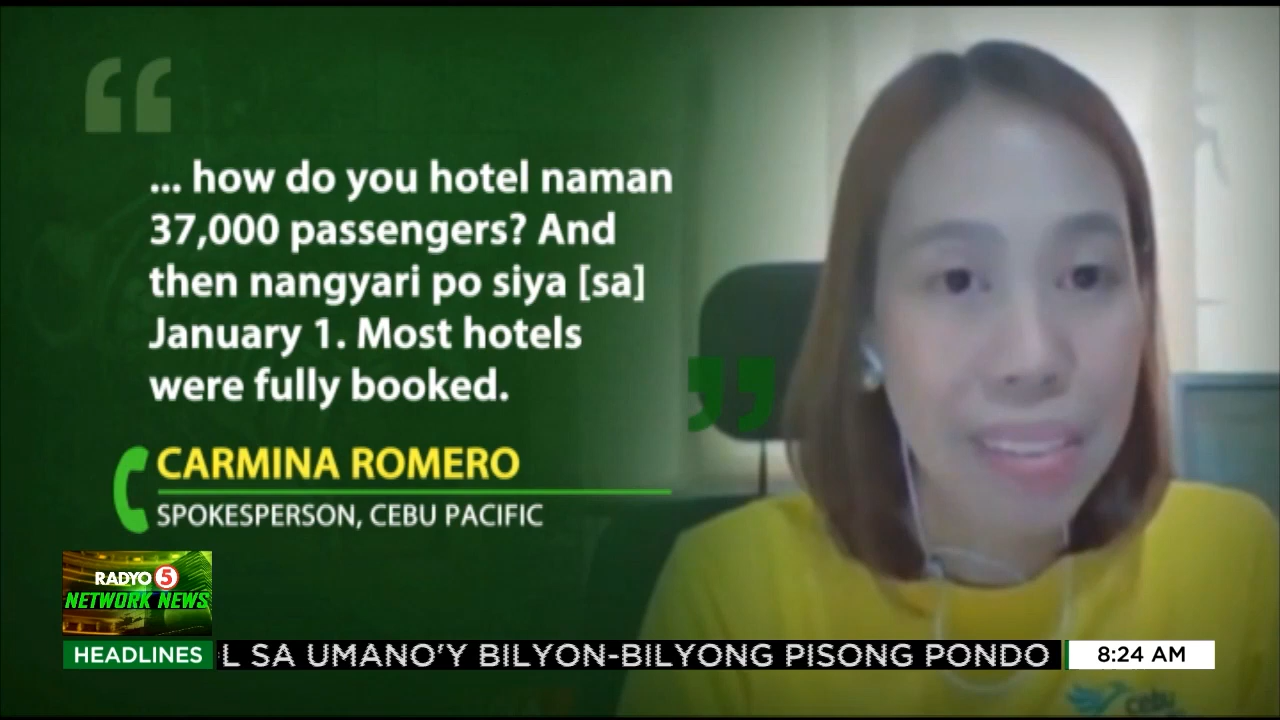 ... how do you hotel naman
37,000 passengers? And
then nangyari po siya [sa]
January 1. Most hotels
were fully booked.
CARMINA ROMERO
SPOKESPERSON, CEBU PACIFIC
RADYO 5
NETWORK NEWS
HEADLINES
L SA UMANO'Y BILYON-BILYONG PISONG PONDO
8:24 AM
cebu